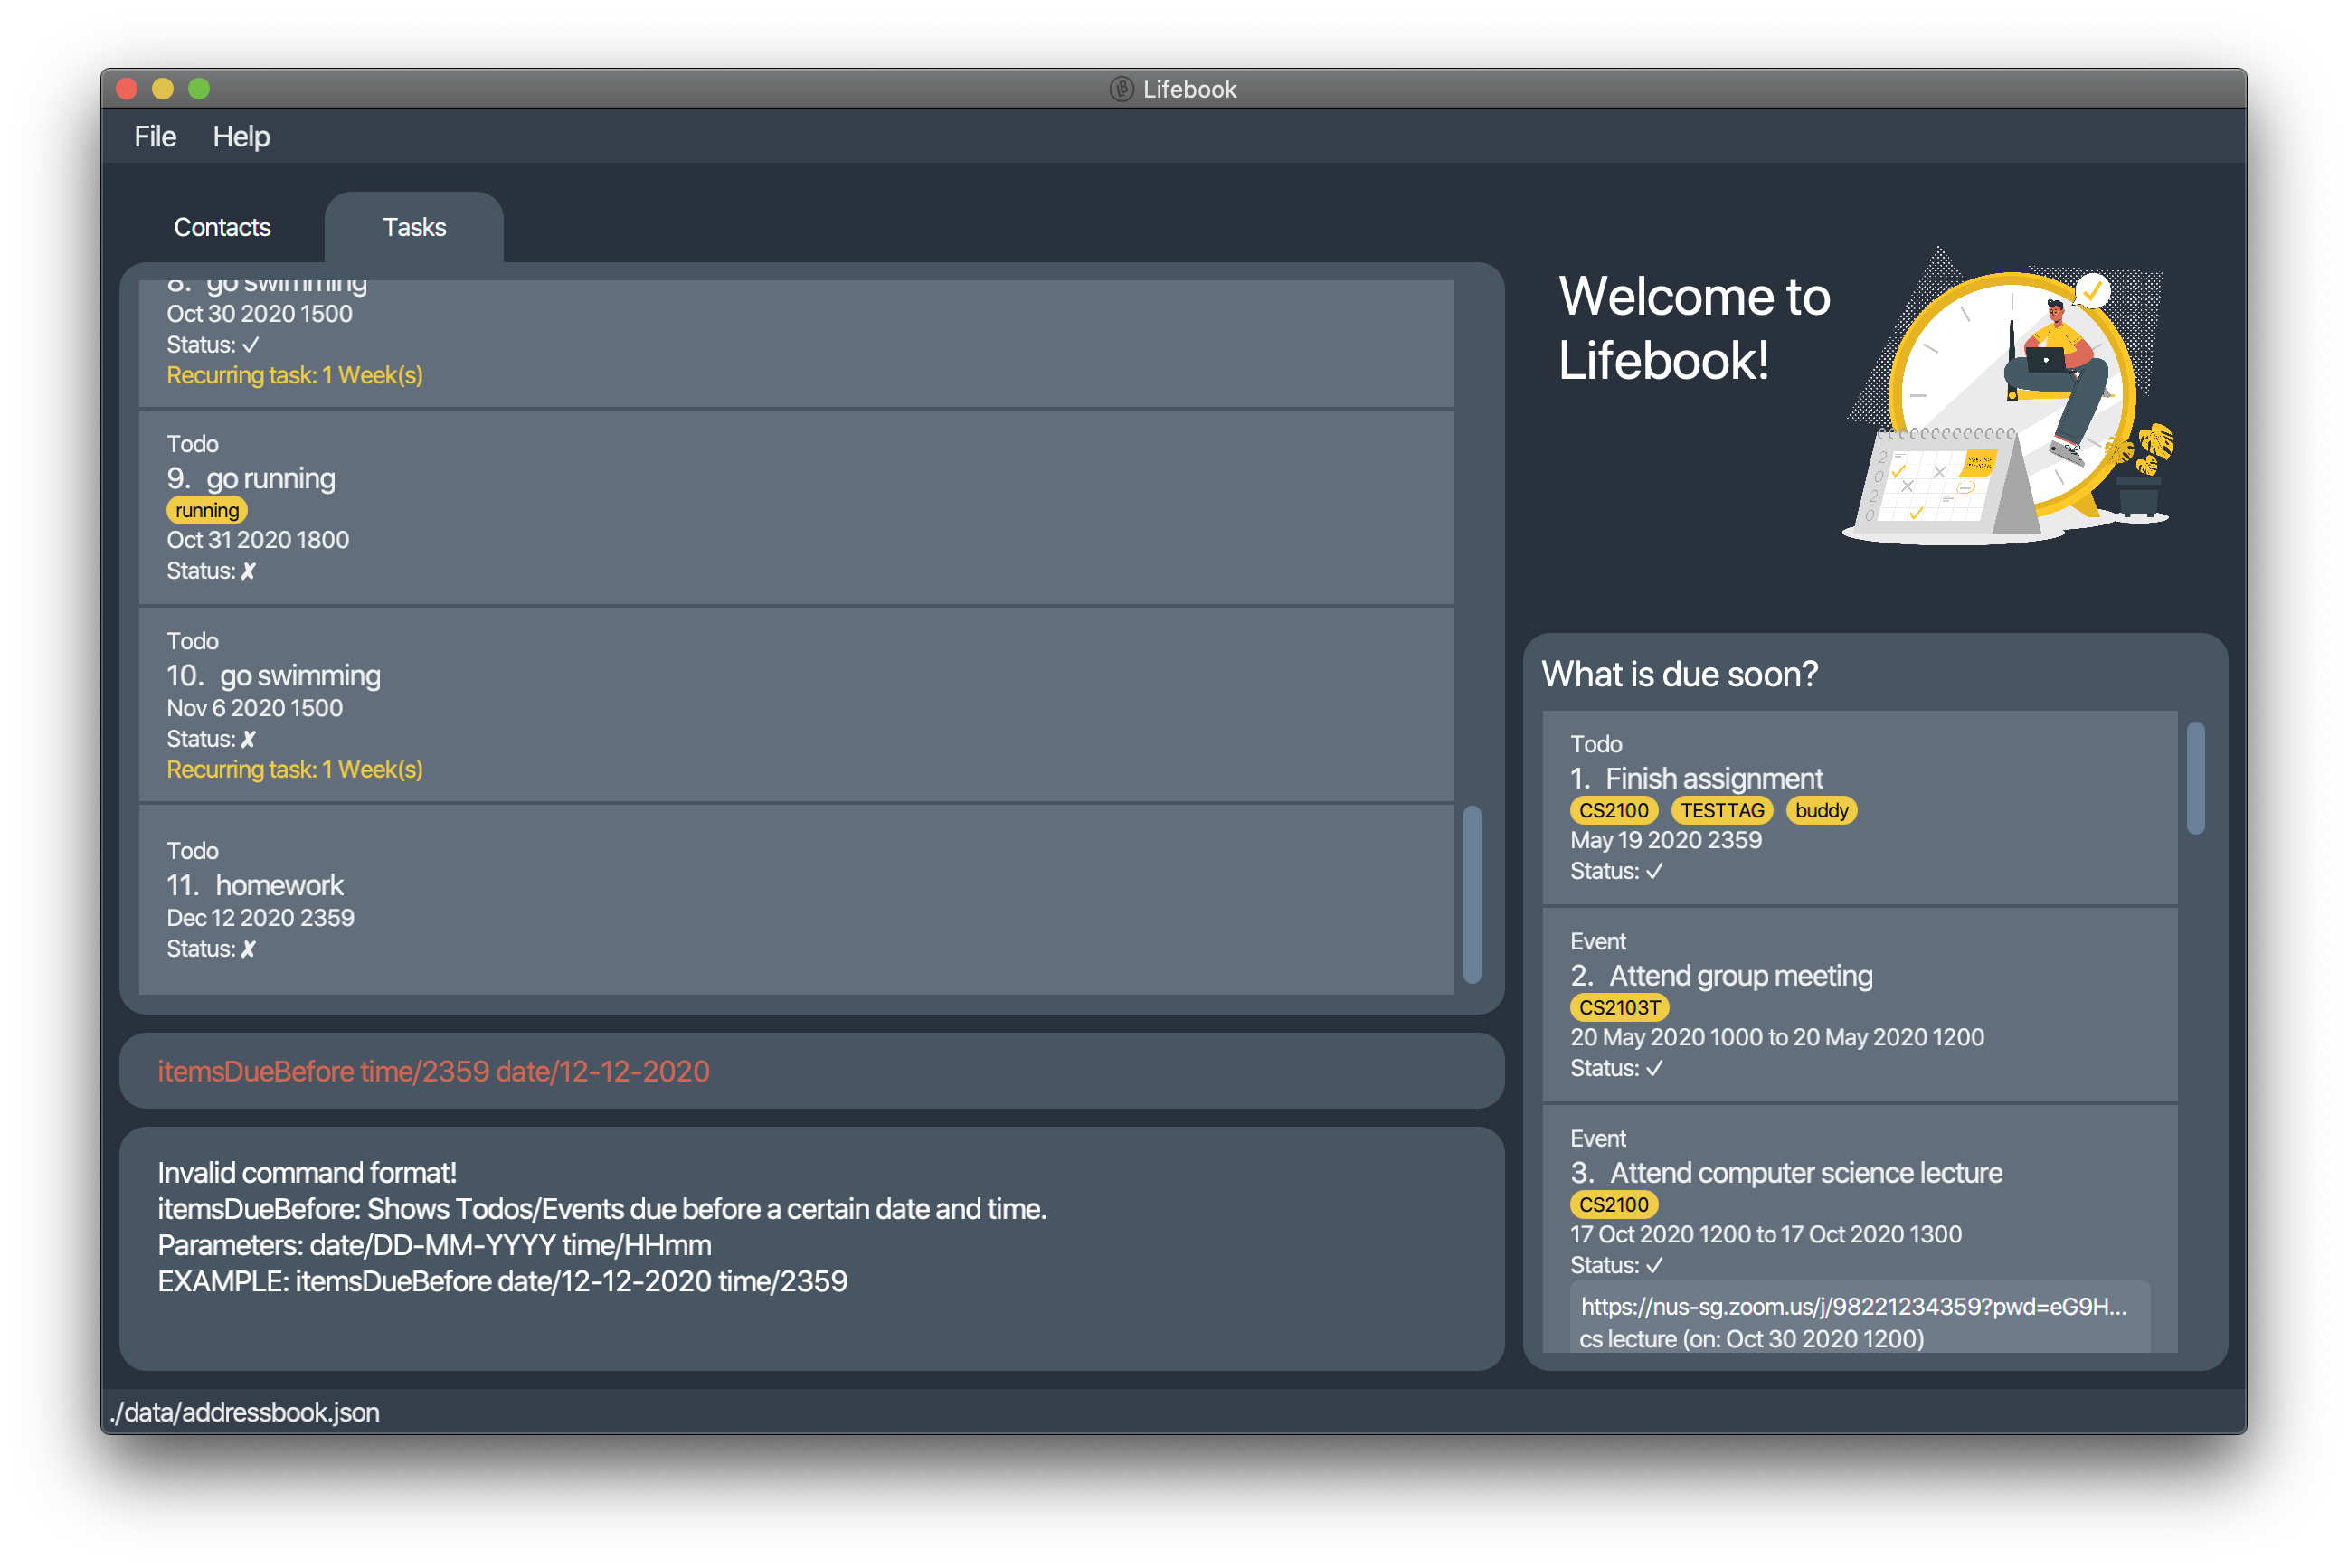 Lifebook
File Help
Contacts Tasks
8. go swimming
Oct 30 2020 1500
Status: ✓
Recurring task: 1 Week(s)
Todo
9. go running
running
Oct 31 2020 1800
Status: ✗
Todo
10. go swimming
Nov 6 2020 1500
Status: ✗
Recurring task: 1 Week(s)
Todo
11. homework
Dec 12 2020 2359
Status: ✗
itemsDueBefore time/2359 date/12-12-2020
Invalid command format!
itemsDueBefore: Shows Todos/Events due before a certain date and time.
Parameters: date/DD-MM-YYYY time/HHmm
EXAMPLE: itemsDueBefore date/12-12-2020 time/2359
Welcome to
Lifebook!
2
0
2
0
What is due soon?
Todo
1. Finish assignment
CS2100 TESTTAG buddy
May 19 2020 2359
Status: ✓
Event
2. Attend group meeting
CS2103T
20 May 2020 1000 to 20 May 2020 1200
Status: ✓
Event
3. Attend computer science lecture
CS2100
17 Oct 2020 1200 to 17 Oct 2020 1300
Status: ✓
https://nus-sg.zoom.us/j/98221234359?pwd=eG9H...
cs lecture (on: Oct 30 2020 1200)
./data/addressbook.json